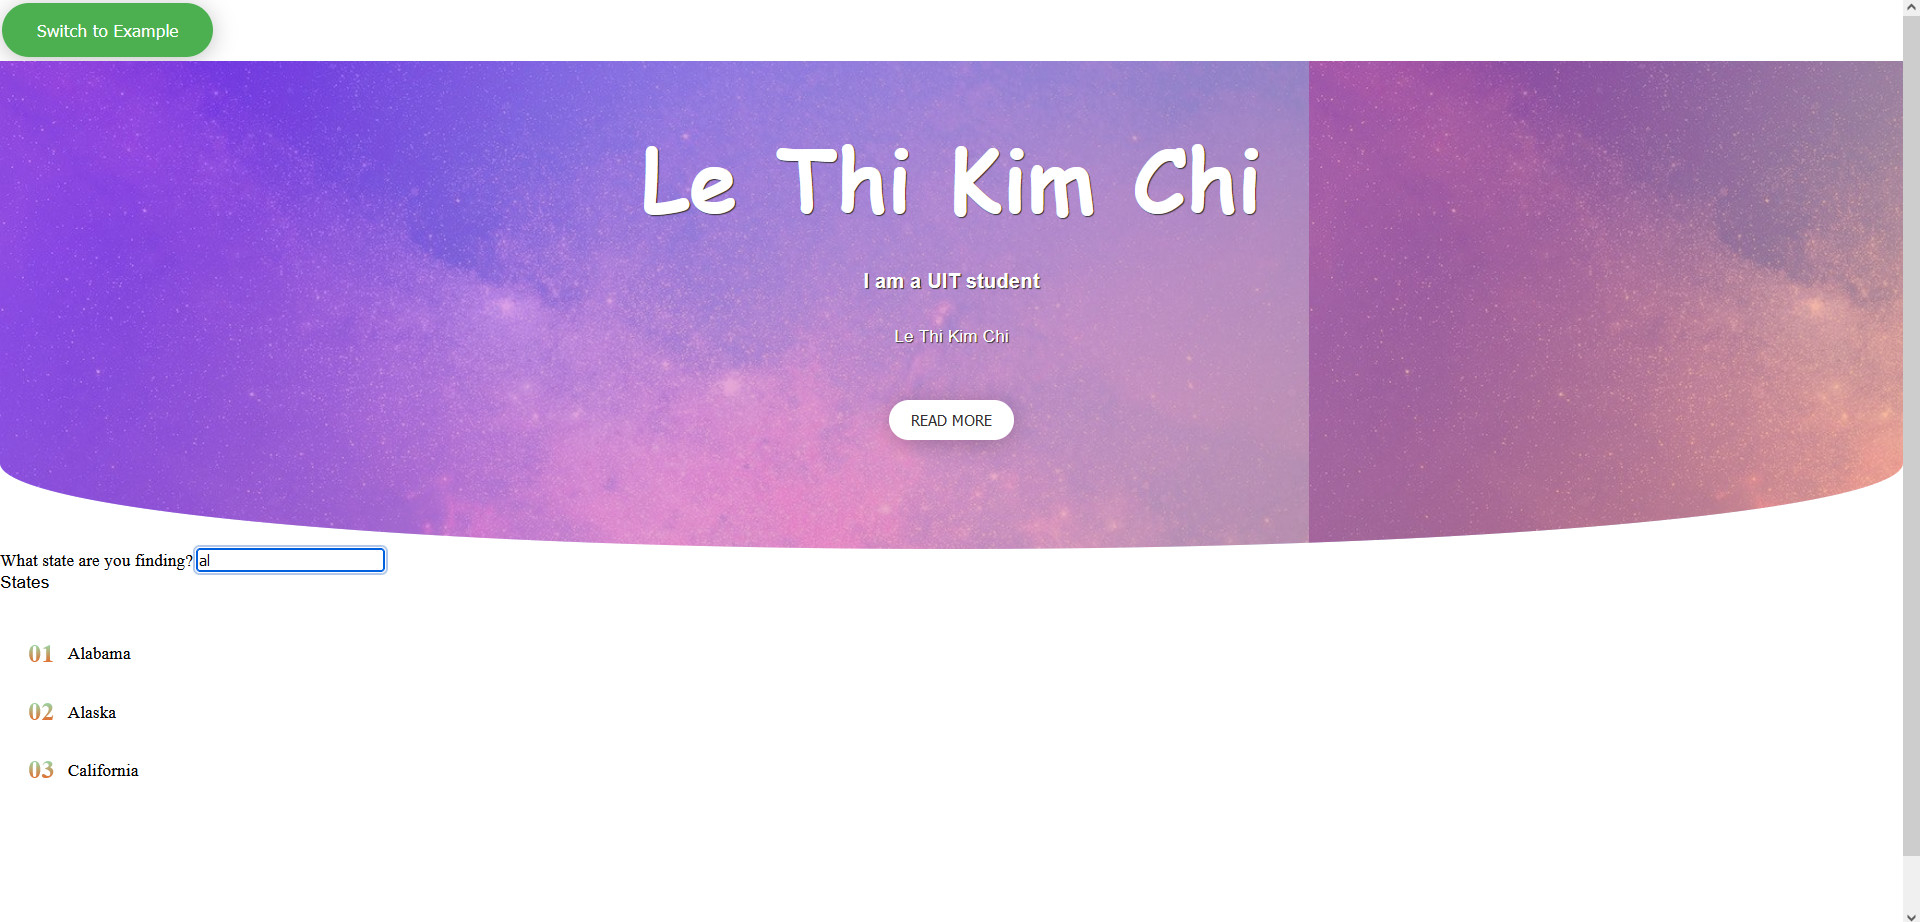 Switch to Example
Le Thi Kim Chi
I am a UIT student
Le Thi Kim Chi
READ MORE
What state are you finding? al
States
01 Alabama
02 Alaska
03 California